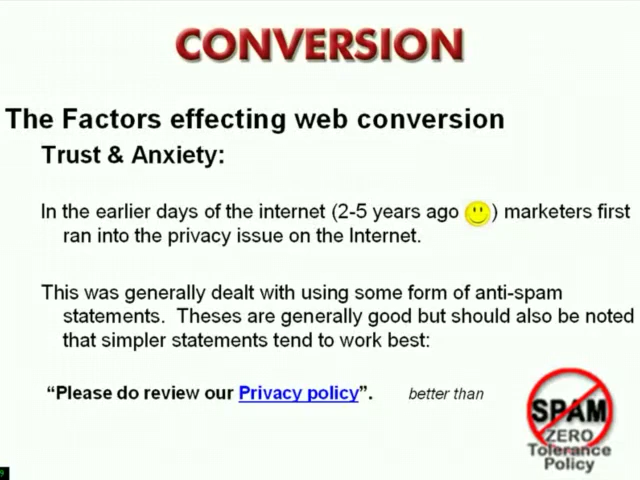 CONVERSION
The Factors effecting web conversion
Trust & Anxiety:
In the earlier days of the internet (2-5 years ago ) marketers first
ran into the privacy issue on the Internet.
This was generally dealt with using some form of anti-spam
statements. Theses are generally good but should also be noted
that simpler statements tend to work best:
“Please do review our Privacy policy”. better than
SPAM
ZERO
Tolerance
Policy